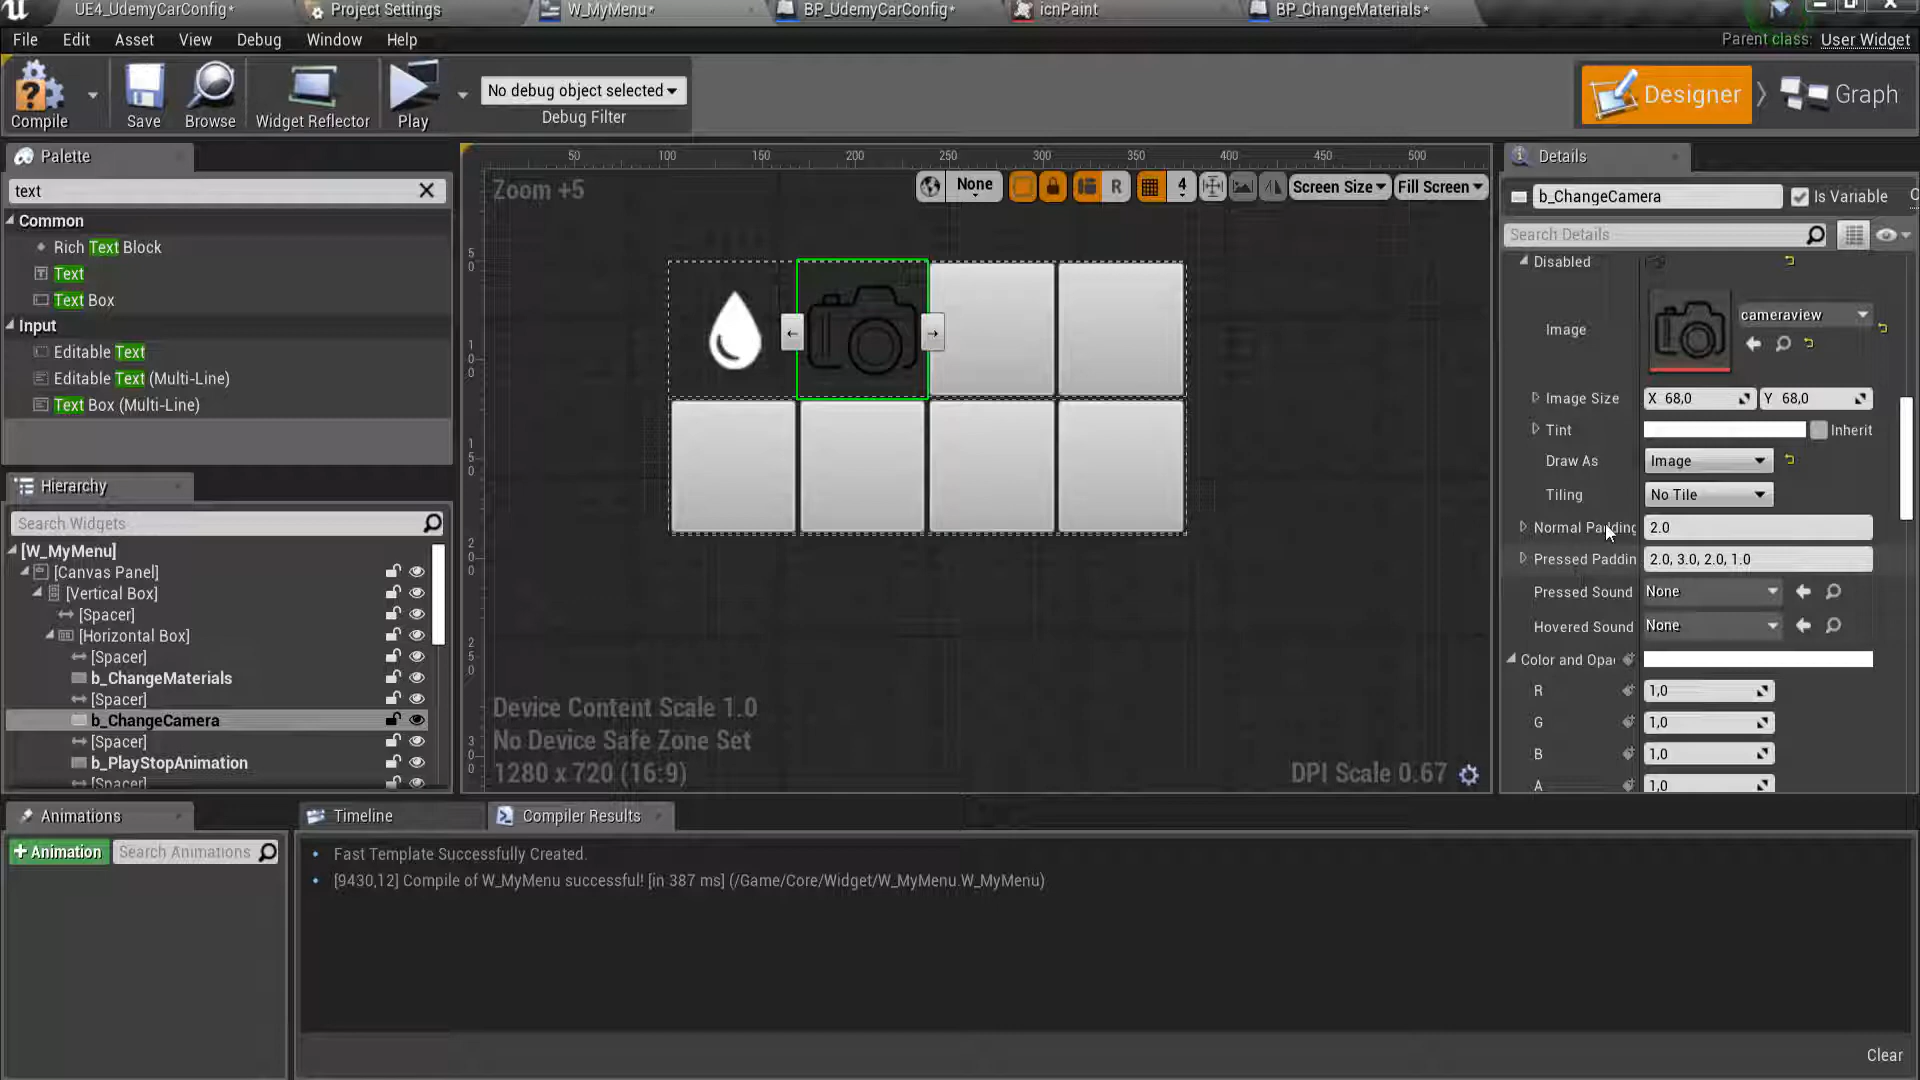 UE4_UdemyCarConfig*
Project Settings
W_MyMenu*
BP_UdemyCarConfig*
icnPaint
BP_ChangeMaterials*
File Edit Asset View Debug Window Help
Parent class: User Widget
Compile
Save
Browse
Widget Reflector
Play
No debug object selected
Debug Filter
Designer
Graph
Palette
text
Common
Rich Text Block
Text
Text Box
Input
Editable Text
Editable Text (Multi-Line)
Text Box (Multi-Line)
Hierarchy
Search Widgets
[W_MyMenu]
[Canvas Panel]
[Vertical Box]
[Spacer]
[Horizontal Box]
[Spacer]
b_ChangeMaterials
[Spacer]
b_ChangeCamera
[Spacer]
b_PlayStopAnimation
[Spacer]
50 100 150 200 250 300 350 400 450 500
Zoom +5
None
R
4
Screen Size
Fill Screen
50
100
150
200
250
300
Device Content Scale 1.0
No Device Safe Zone Set
1280 x 720 (16:9)
DPI Scale 0.67
Details
b_ChangeCamera
Is Variable
Search Details
Disabled
Image
cameraview
Image Size X 68,0 Y 68,0
Tint
Inherit
Draw As Image
Tiling No Tile
Normal Padding 2.0
Pressed Paddin 2.0, 3.0, 2.0, 1.0
Pressed Sound None
Hovered Sound None
Color and Opa
R 1,0
G 1,0
B 1,0
A 1,0
Animations
+ Animation
Search Animations
Timeline
Compiler Results
Fast Template Successfully Created.
[9430,12] Compile of W_MyMenu successful! [in 387 ms] (/Game/Core/Widget/W_MyMenu.W_MyMenu)
Clear